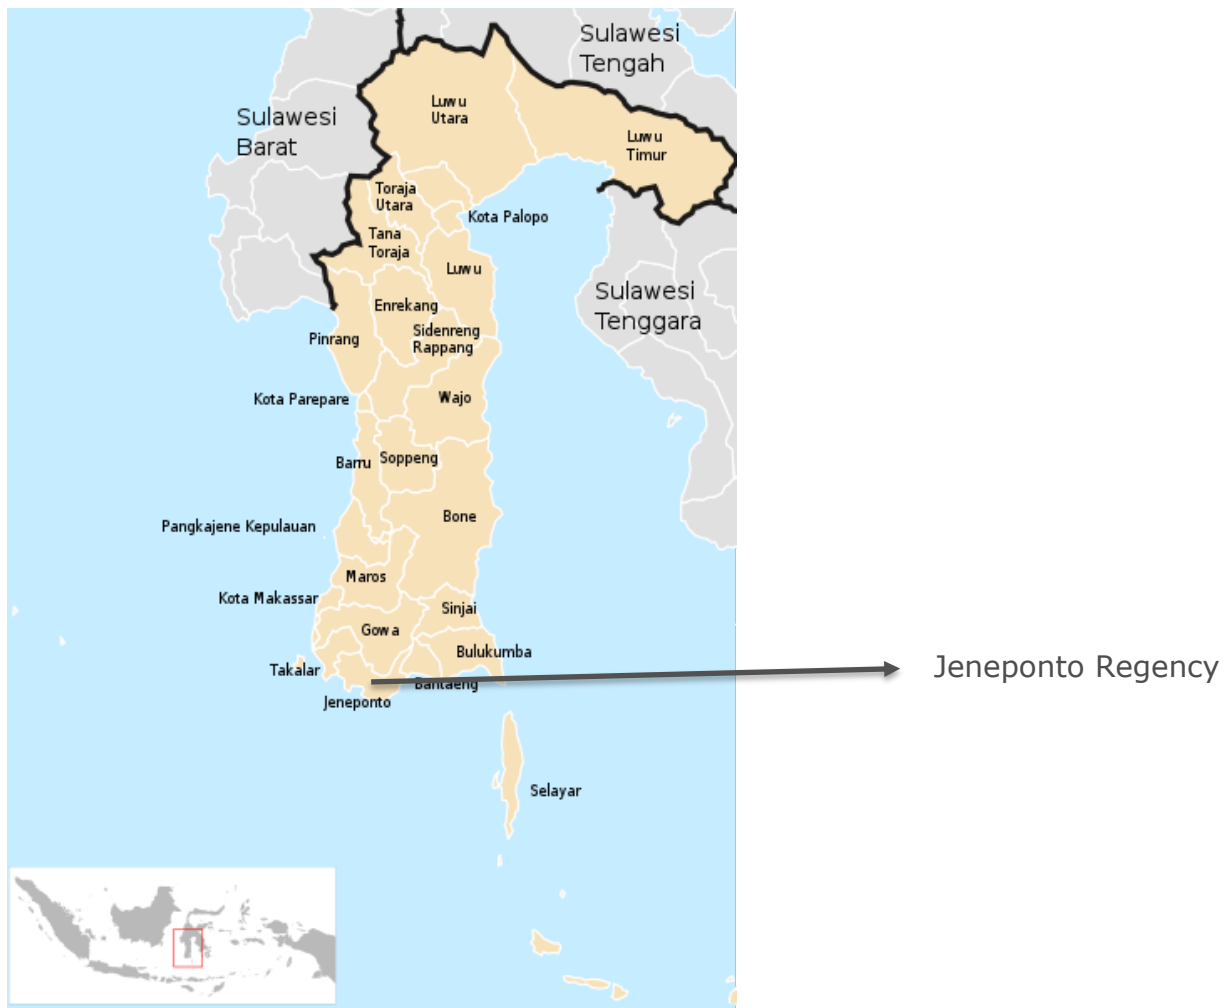 Sulawesi
Tengah
Luwu
Utara
Sulawesi
Barat
Luwu
Timur
Toraja
Utara
Kota Palopo
Tana
Toraja
Luwu
Sulawesi
Tenggara
Enrekang
Sidenreng
Rappang
Pinrang
Kota Parepare
Wajo
Barru
Soppeng
Bone
Pangkajene Kepulauan
Maros
Kota Makassar
Sinjai
Gowa
Bulukumba
Takalar
Jeneponto Regency
Bantaeng
Jeneponto
Selayar